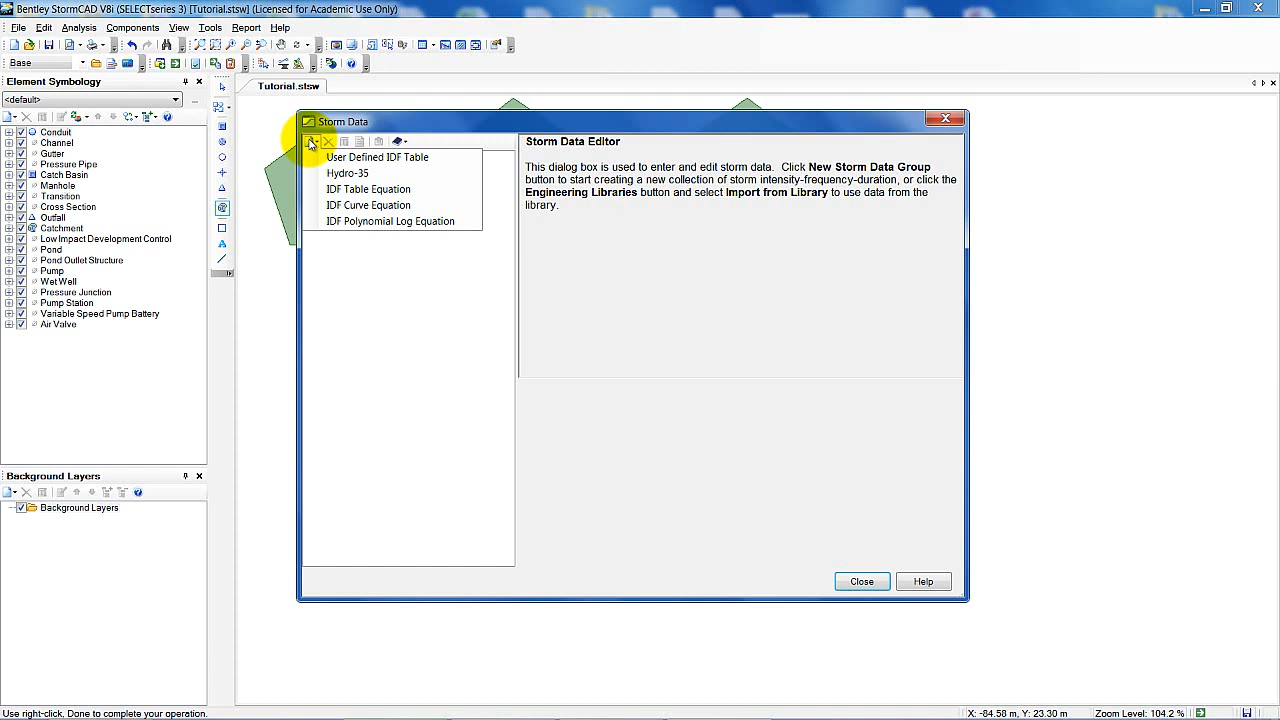 Bentley StormCAD V8i (SELECTseries 3) [Tutorial.stsw] (Licensed for Academic Use Only)
File Edit Analysis Components View Tools Report Help
Base
Element Symbology
<default>
Conduit
Channel
Gutter
Pressure Pipe
Catch Basin
Manhole
Transition
Cross Section
Outfall
Catchment
Low Impact Development Control
Pond
Pond Outlet Structure
Pump
Wet Well
Pressure Junction
Pump Station
Variable Speed Pump Battery
Air Valve
Background Layers
Background Layers
Tutorial.stsw
Storm Data
User Defined IDF Table
Hydro-35
IDF Table Equation
IDF Curve Equation
IDF Polynomial Log Equation
Storm Data Editor
This dialog box is used to enter and edit storm data. Click New Storm Data Group
button to start creating a new collection of storm intensity-frequency-duration, or click the
Engineering Libraries button and select Import from Library to use data from the
library.
Close Help
Use right-click, Done to complete your operation.
X: -84.58 m, Y: 23.30 m Zoom Level: 104.2 %